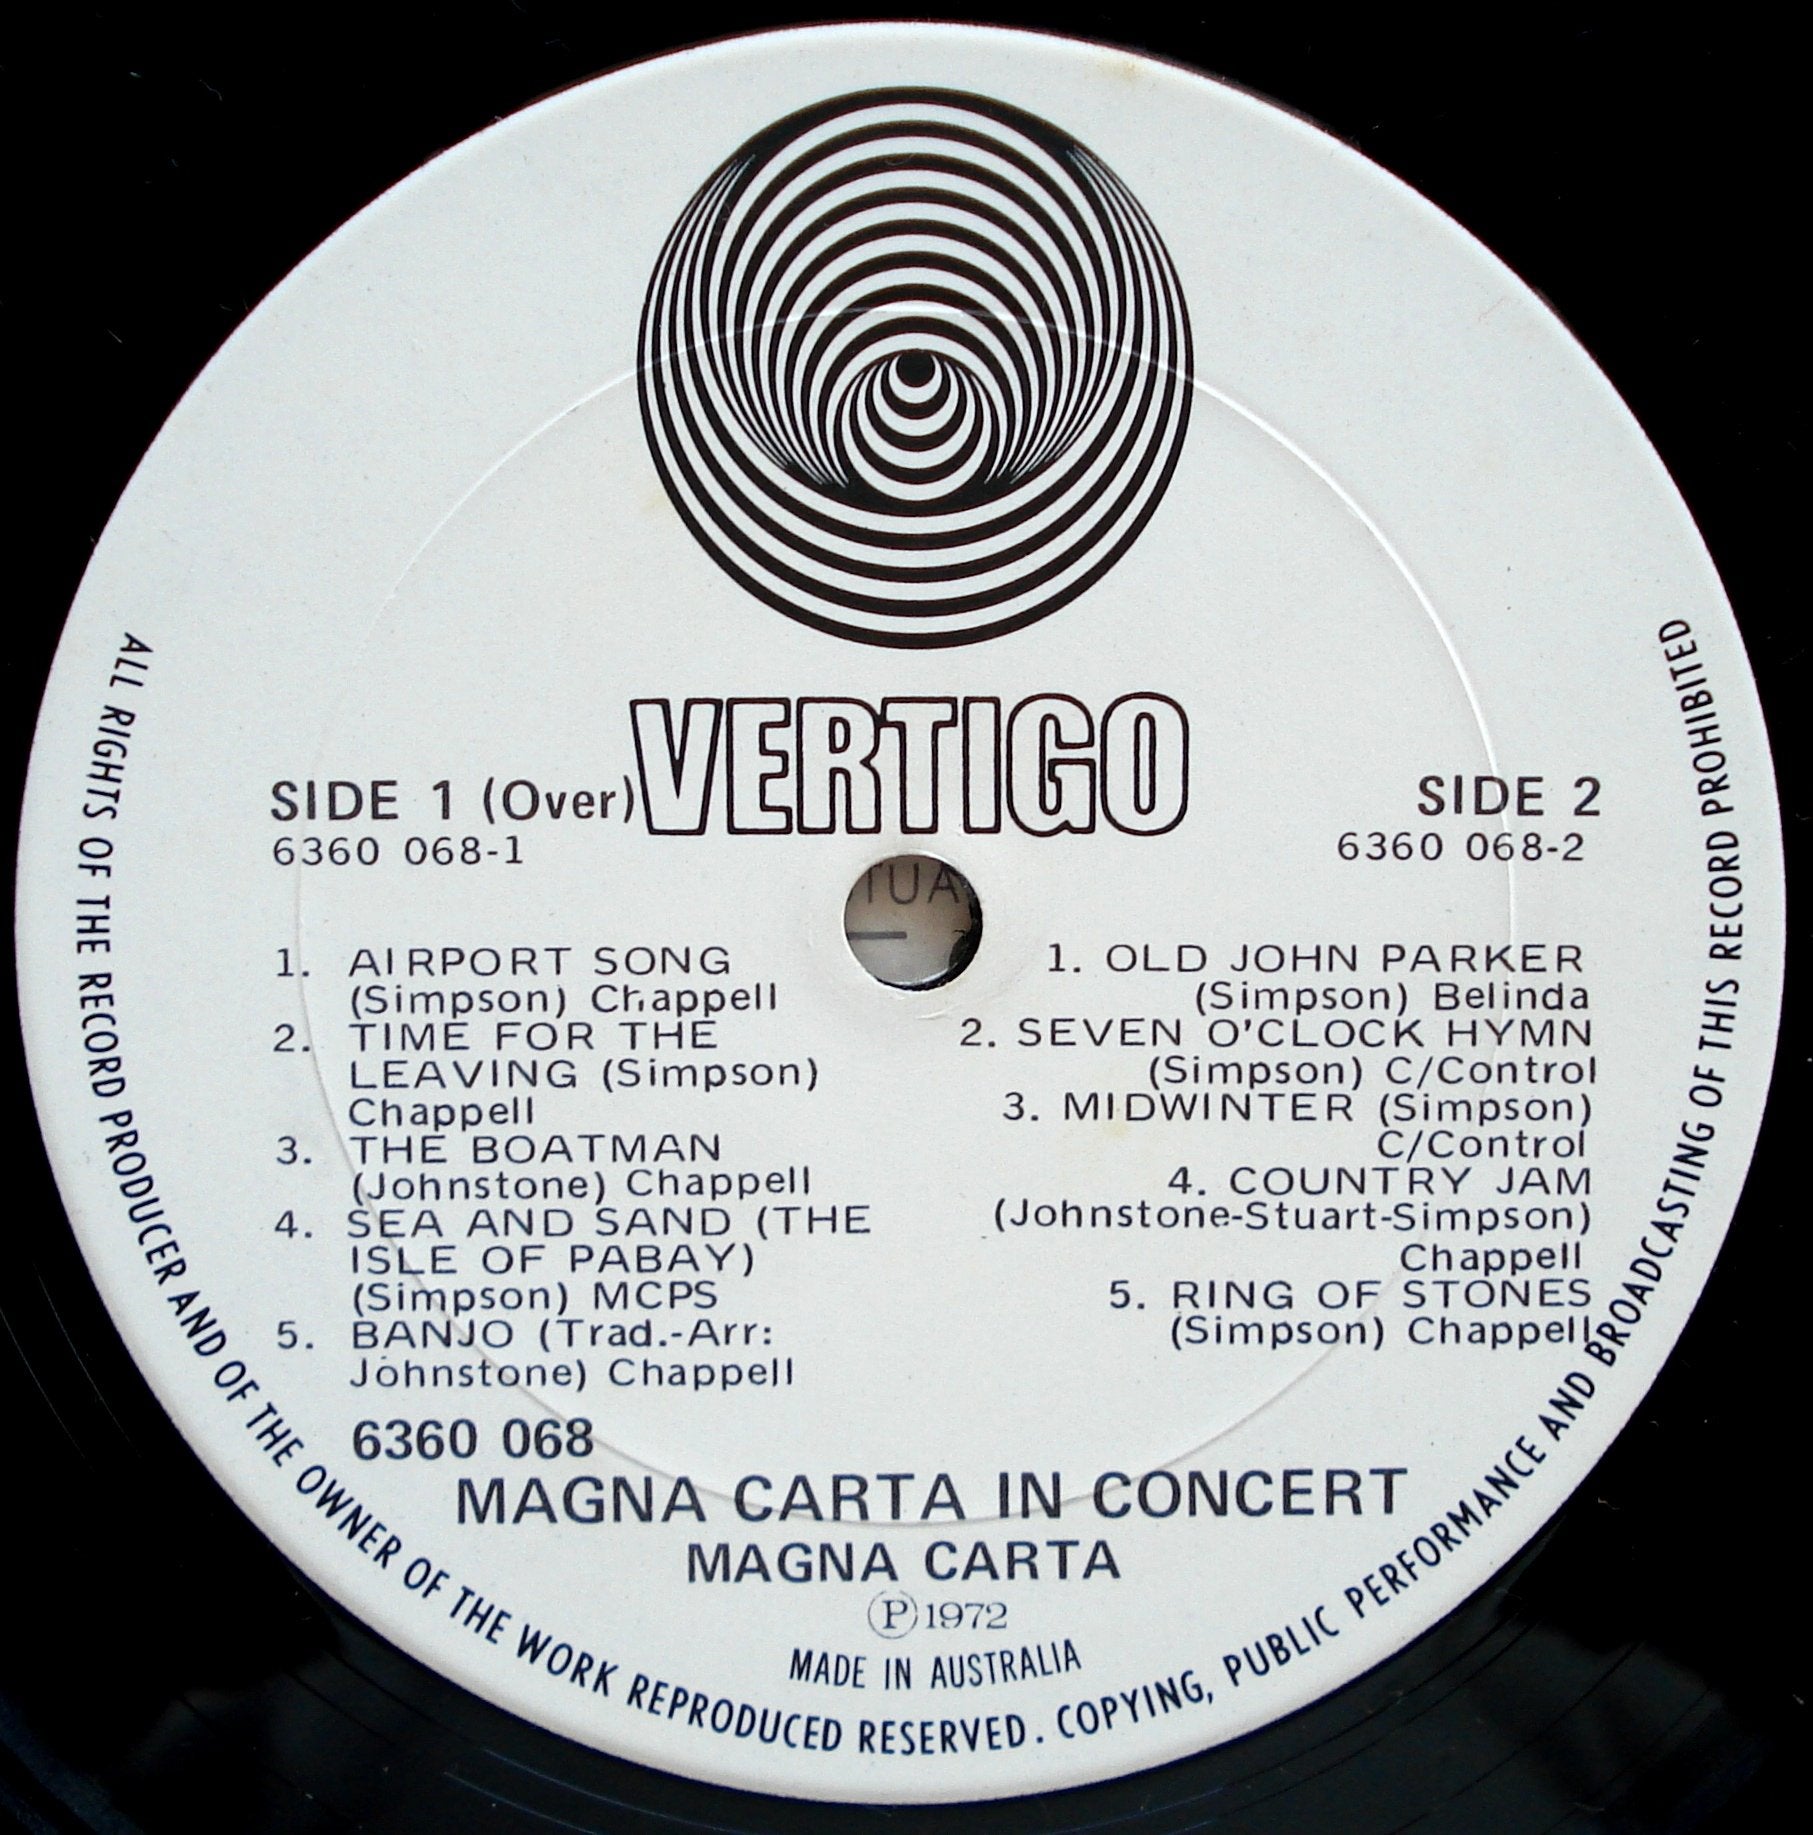 VERTIGO
SIDE 1 (Over)
6360 068-1
SIDE 2
6360 068-2
TUA
1. AIRPORT SONG
(Simpson) Chappell
2. TIME FOR THE
LEAVING (Simpson)
Chappell
3. THE BOATMAN
(Johnstone) Chappell
4. SEA AND SAND (THE
ISLE OF PABAY)
(Simpson) MCPS
5. BANJO (Trad.-Arr:
Johnstone) Chappell
1. OLD JOHN PARKER
(Simpson) Belinda
2. SEVEN O'CLOCK HYMN
(Simpson) C/Control
3. MIDWINTER (Simpson)
C/Control
4. COUNTRY JAM
(Johnstone-Stuart-Simpson)
Chappell
5. RING OF STONES
(Simpson) Chappell
6360 068
MAGNA CARTA IN CONCERT
MAGNA CARTA
Ⓟ1972
MADE IN AUSTRALIA
ALL RIGHTS OF THE RECORD PRODUCER AND OF THE OWNER OF THE WORK REPRODUCED RESERVED. COPYING, PUBLIC PERFORMANCE AND BROADCASTING OF THIS RECORD PROHIBITED